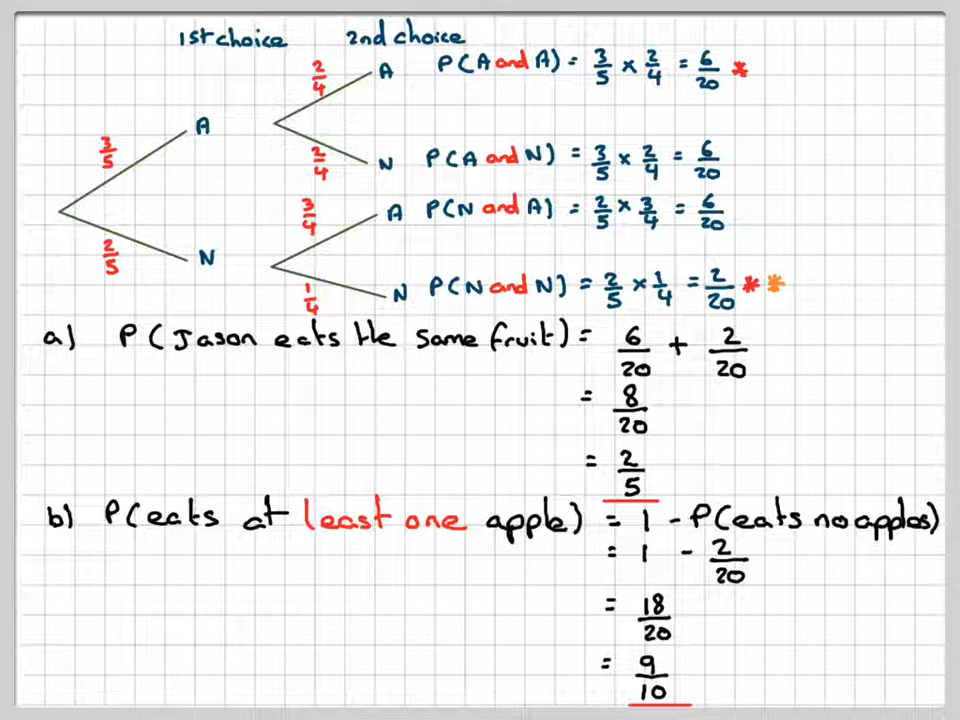 1st choice 2nd choice
2/4 A P(A and A) = 3/5 × 2/4 = 6/20 *
3/5 A
2/4 N P(A and N) = 3/5 × 2/4 = 6/20
3/4 A P(N and A) = 2/5 × 3/4 = 6/20
2/5 N
1/4 N P(N and N) = 2/5 × 1/4 = 2/20 * *
a) P(Jason eats the same fruit) = 6/20 + 2/20
= 8/20
= 2/5
b) P(eats at least one apple) = 1 - P(eats no apples)
= 1 - 2/20
= 18/20
= 9/10